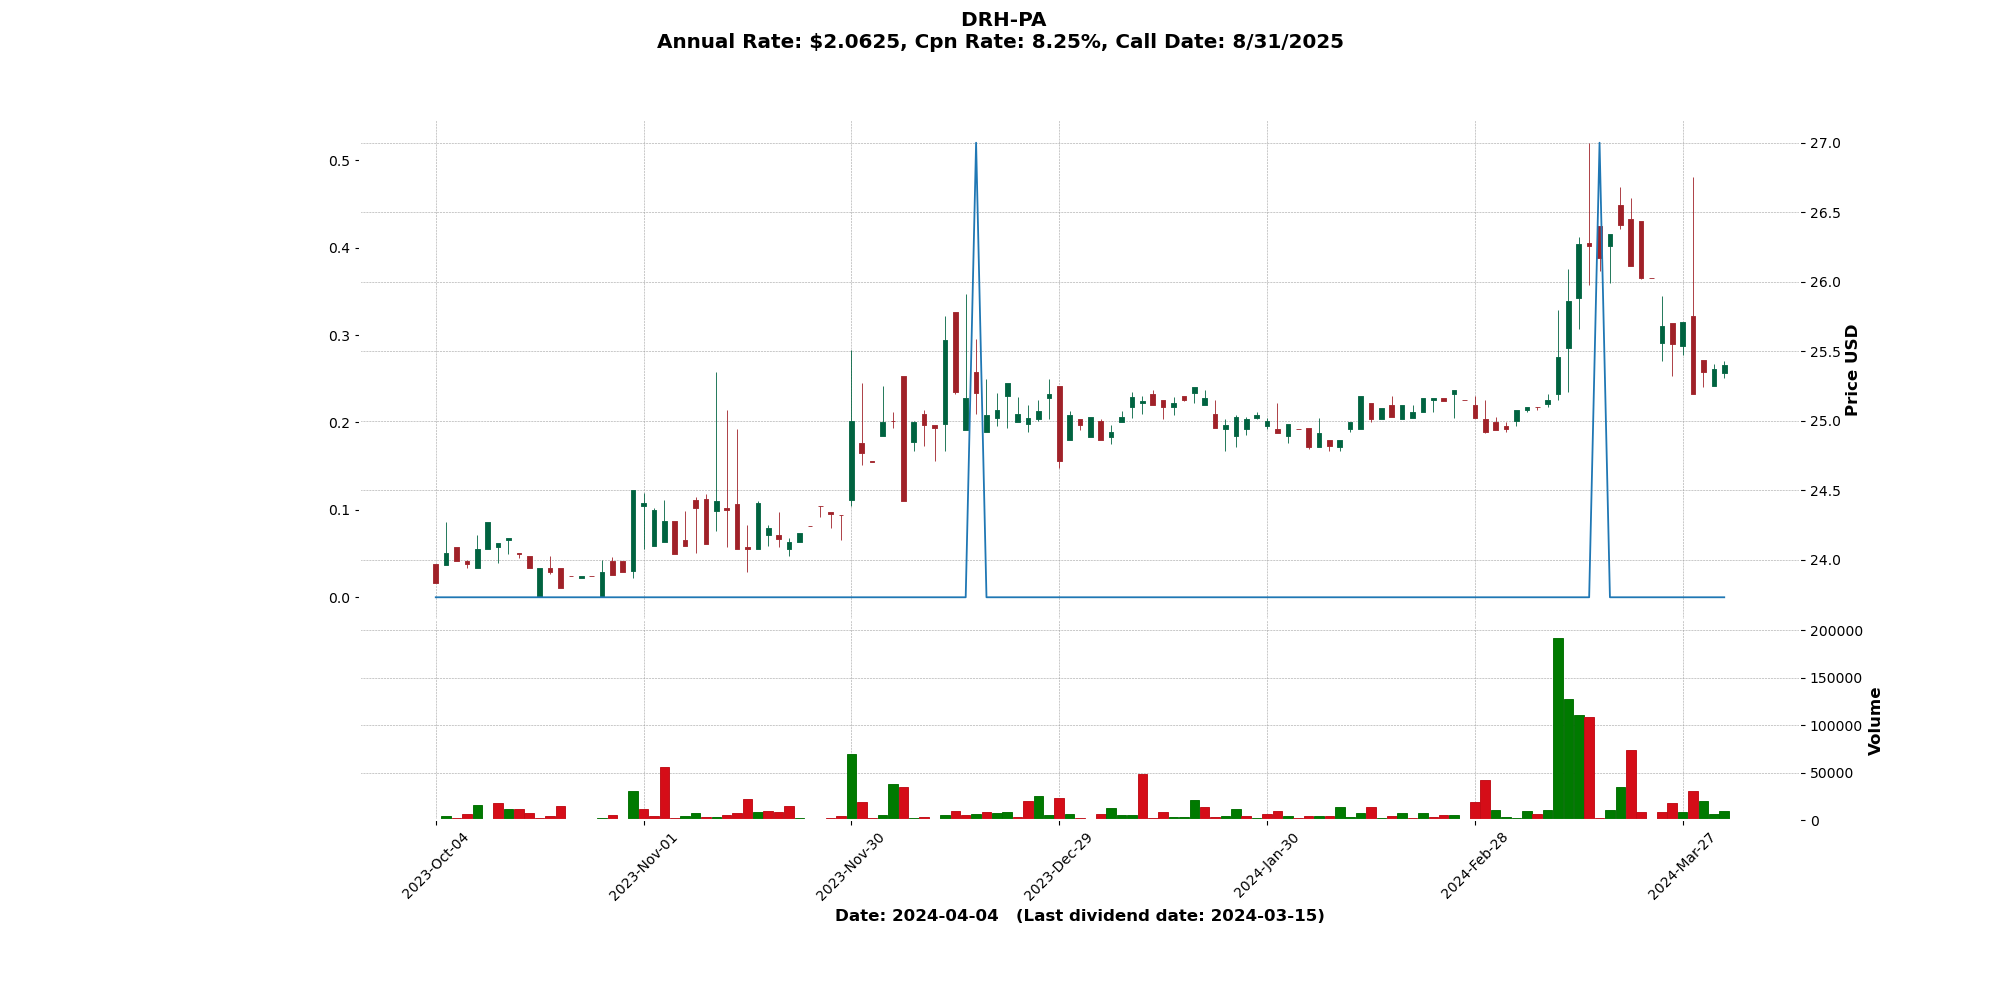 DRH-PA
Annual Rate: $2.0625, Cpn Rate: 8.25%, Call Date: 8/31/2025
0.5
0.4
0.3
0.2
0.1
0.0
27.0
26.5
26.0
25.5
25.0
24.5
24.0
Price USD
200000
150000
100000
50000
0
Volume
2023-Oct-04
2023-Nov-01
2023-Nov-30
2023-Dec-29
2024-Jan-30
2024-Feb-28
2024-Mar-27
Date: 2024-04-04 (Last dividend date: 2024-03-15)